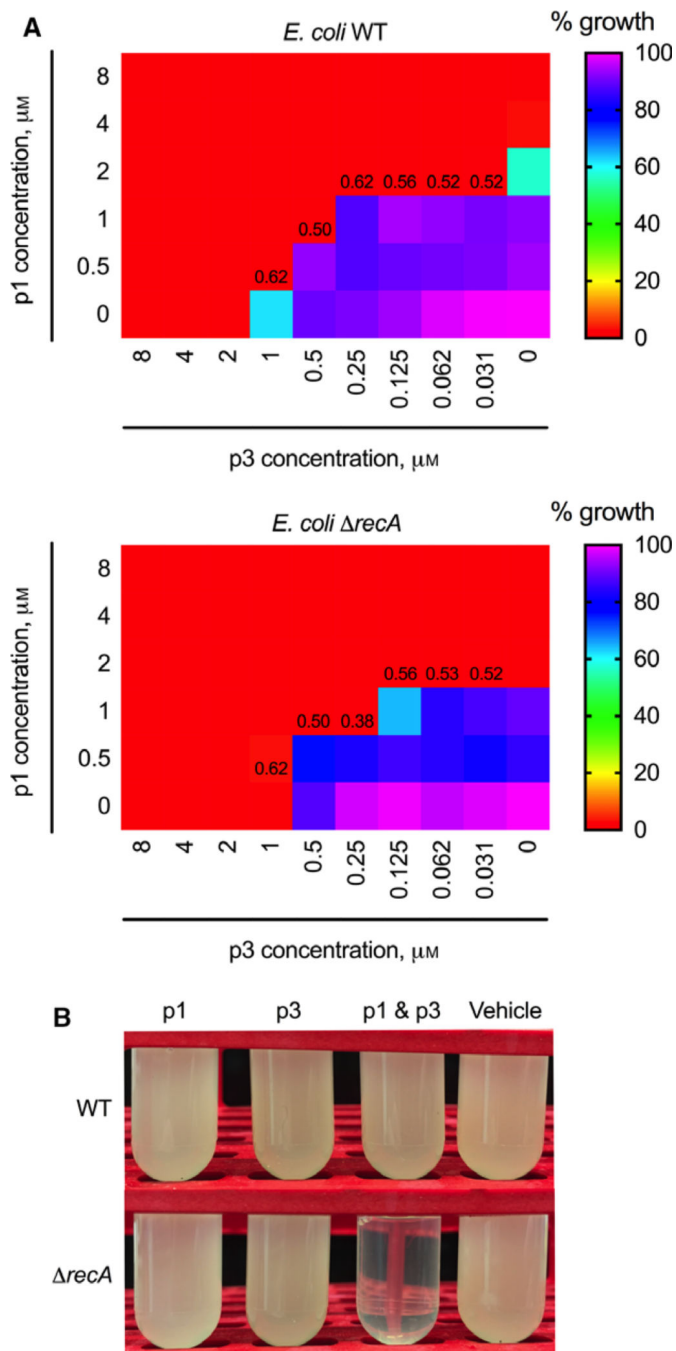 A
E. coli WT
% growth
p1 concentration, μM
8
4
2
1
0.5
0
0.62 0.56 0.52 0.52
0.50
0.62
100
80
60
40
20
0
8 4 2 1 0.5 0.25 0.125 0.062 0.031 0
p3 concentration, μM
E. coli ΔrecA
% growth
p1 concentration, μM
8
4
2
1
0.5
0
0.56 0.53 0.52
0.50 0.38
0.62
100
80
60
40
20
0
8 4 2 1 0.5 0.25 0.125 0.062 0.031 0
p3 concentration, μM
B
p1 p3 p1 & p3 Vehicle
WT
ΔrecA